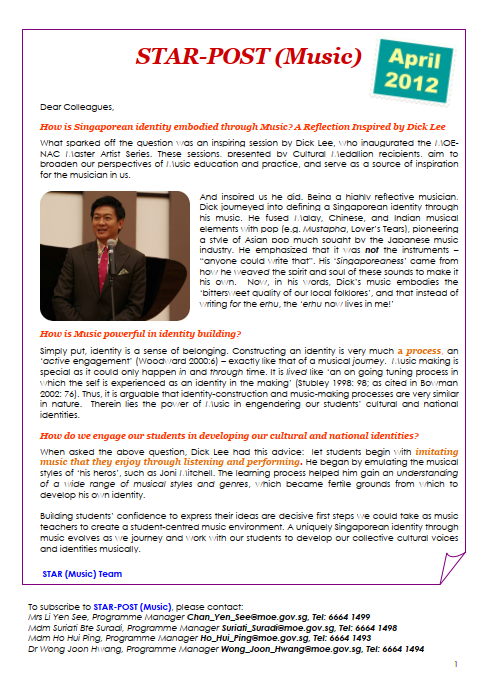 STAR-POST (Music)
April
2012
Dear Colleagues,
How is Singaporean identity embodied through Music? A Reflection Inspired by Dick Lee
What sparked off the question was an inspiring session by Dick Lee, who inaugurated the MOE-
NAC Master Artist Series. These sessions, presented by Cultural Medallion recipients, aim to
broaden our perspectives of Music education and practice, and serve as a source of inspiration
for the musician in us.
And inspired us he did. Being a highly reflective musician,
Dick journeyed into defining a Singaporean identity through
his music. He fused Malay, Chinese, and Indian musical
elements with pop (e.g. Mustapha, Lover's Tears), pioneering
a style of Asian pop much sought by the Japanese music
industry. He emphasized that it was not the instruments –
"anyone could write that". His 'Singaporeaness' came from
how he weaved the spirit and soul of these sounds to make it
his own. Now, in his words, Dick's music embodies the
'bittersweet quality of our local folklores', and that instead of
writing for the erhu, the 'erhu now lives in me!'
How is Music powerful in identity building?
Simply put, identity is a sense of belonging. Constructing an identity is very much a process, an
'active engagement' (Woodward 2000:6) – exactly like that of a musical journey. Music making is
special as it could only happen in and through time. It is lived like 'an on going tuning process in
which the self is experienced as an identity in the making' (Stubley 1998: 98; as cited in Bowman
2002: 76). Thus, it is arguable that identity-construction and music-making processes are very similar
in nature. Therein lies the power of Music in engendering our students' cultural and national
identities.
How do we engage our students in developing our cultural and national identities?
When asked the above question, Dick Lee had this advice: let students begin with imitating
music that they enjoy through listening and performing. He began by emulating the musical
styles of 'his heroes', such as Joni Mitchell. The learning process helped him gain an understanding
of a wide range of musical styles and genres, which became fertile grounds from which to
develop his own identity.
Building students' confidence to express their ideas are decisive first steps we could take as music
teachers to create a student-centred music environment. A uniquely Singaporean identity through
music evolves as we journey and work with our students to develop our collective cultural voices
and identities musically.
STAR (Music) Team
To subscribe to STAR-POST (Music), please contact:
Mrs Li Yen See, Programme Manager Chan_Yen_See@moe.gov.sg, Tel: 6664 1499
Mdm Suriati Bte Suradi, Programme Manager Suriati_Suradi@moe.gov.sg, Tel: 6664 1498
Mdm Ho Hui Ping, Programme Manager Ho_Hui_Ping@moe.gov.sg, Tel: 6664 1493
Dr Wong Joon Hwang, Programme Manager Wong_Joon_Hwang@moe.gov.sg, Tel: 6664 1494
1